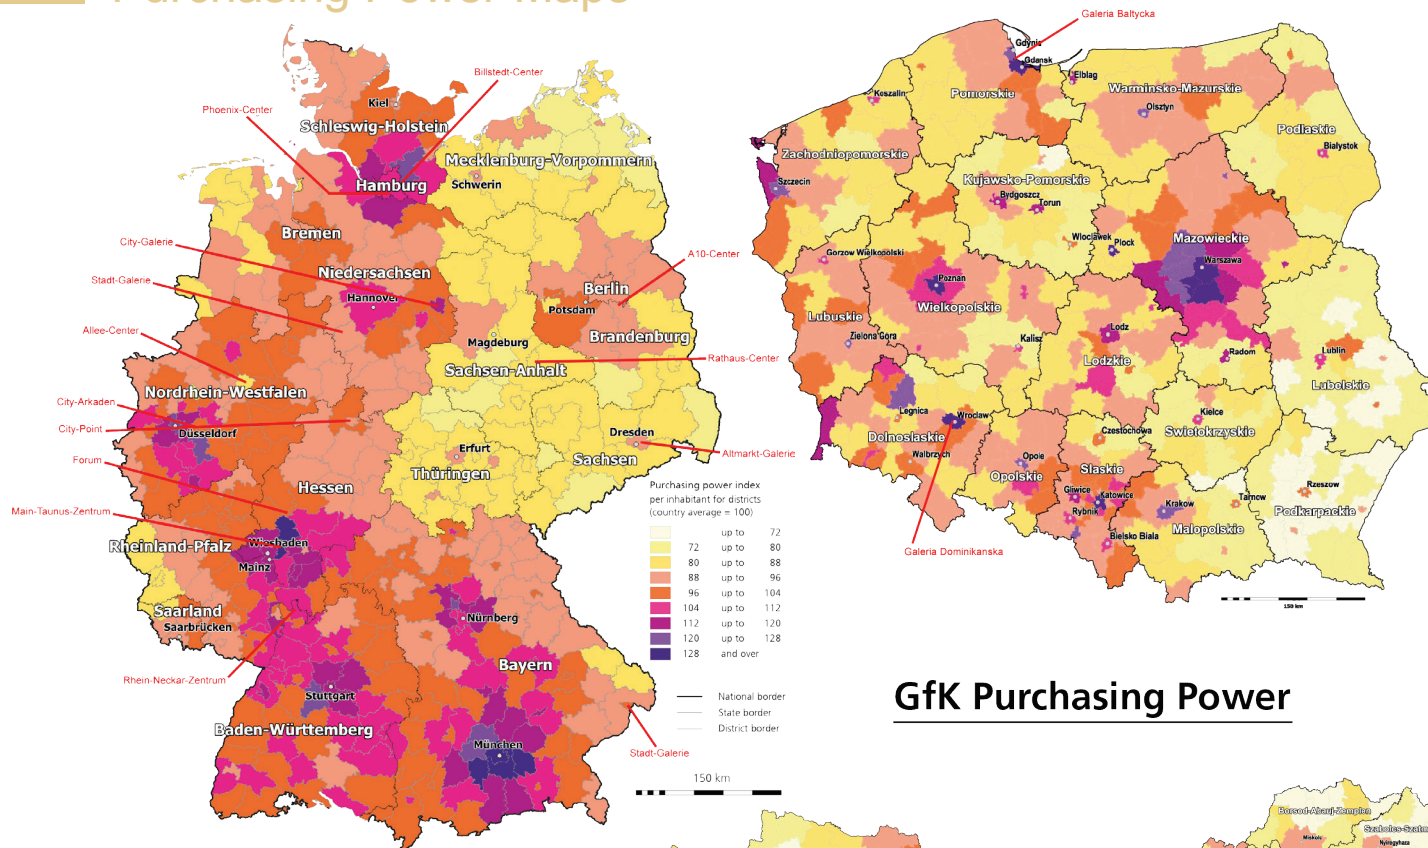 Purchasing Power Maps
Galeria Bałtycka
Billstedt-Center
Phoenix-Center
City-Galerie
Stadt-Galerie
Allee-Center
City-Arkaden
City-Point
Forum
Main-Taunus-Zentrum
Rhein-Neckar-Zentrum
A10-Center
Rathaus-Center
Altmarkt-Galerie
Stadt-Galerie
Kiel
Schleswig-Holstein
Mecklenburg-Vorpommern
Schwerin
Hamburg
Bremen
Niedersachsen
Hannover
Berlin
Potsdam
Brandenburg
Magdeburg
Sachsen-Anhalt
Nordrhein-Westfalen
Düsseldorf
Dresden
Erfurt
Sachsen
Thüringen
Hessen
Wiesbaden
Rheinland-Pfalz
Mainz
Saarland
Saarbrücken
Nürnberg
Bayern
Stuttgart
Baden-Württemberg
München
Purchasing power index
per inhabitant for districts
(country average = 100)
up to 72
72 up to 80
80 up to 88
88 up to 96
96 up to 104
104 up to 112
112 up to 120
120 up to 128
128 and over
National border
State border
District border
150 km
Gdynia
Gdansk
Elblag
Koszalin
Pomorskie
Warminsko-Mazurskie
Olsztyn
Podlaskie
Bialystok
Zachodniopomorskie
Szczecin
Kujawsko-Pomorskie
Bydgoszcz
Torun
Wloclawek
Plock
Mazowieckie
Warszawa
Gorzow Wielkopolski
Poznan
Wielkopolskie
Lubuskie
Zielona Gora
Kalisz
Lodz
Lodzkie
Radom
Lublin
Lubelskie
Legnica
Wroclaw
Dolnoslaskie
Walbrzych
Kielce
Swietokrzyskie
Czestochowa
Opole
Opolskie
Slaskie
Gliwice
Katowice
Rybnik
Krakow
Tarnow
Rzeszow
Podkarpackie
Malopolskie
Bielsko Biala
Galeria Dominikanska
150 km
GfK Purchasing Power
Borsod-Abauj-Zemplen
Miskolc
Nyiregyhaza